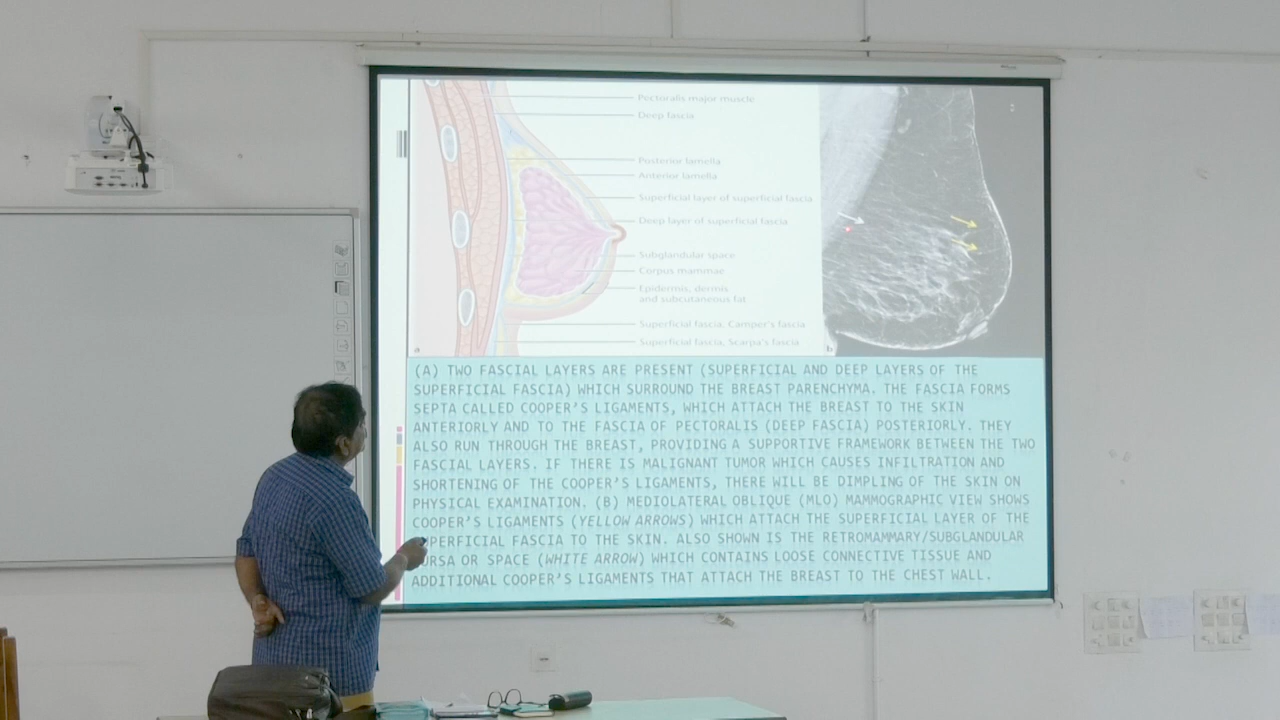 Pectoralis major muscle
Deep fascia
Posterior lamella
Anterior lamella
Superficial layer of superficial fascia
Deep layer of superficial fascia
Subglandular space
Corpus mammae
Epidermis, dermis
and subcutaneous fat
Superficial fascia, Camper's fascia
Superficial fascia, Scarpa's fascia
a
b
(A) TWO FASCIAL LAYERS ARE PRESENT (SUPERFICIAL AND DEEP LAYERS OF THE
SUPERFICIAL FASCIA) WHICH SURROUND THE BREAST PARENCHYMA. THE FASCIA FORMS
SEPTA CALLED COOPER'S LIGAMENTS, WHICH ATTACH THE BREAST TO THE SKIN
ANTERIORLY AND TO THE FASCIA OF PECTORALIS (DEEP FASCIA) POSTERIORLY. THEY
ALSO RUN THROUGH THE BREAST, PROVIDING A SUPPORTIVE FRAMEWORK BETWEEN THE TWO
FASCIAL LAYERS. IF THERE IS MALIGNANT TUMOR WHICH CAUSES INFILTRATION AND
SHORTENING OF THE COOPER'S LIGAMENTS, THERE WILL BE DIMPLING OF THE SKIN ON
PHYSICAL EXAMINATION. (B) MEDIOLATERAL OBLIQUE (MLO) MAMMOGRAPHIC VIEW SHOWS
COOPER'S LIGAMENTS (YELLOW ARROWS) WHICH ATTACH THE SUPERFICIAL LAYER OF THE
UPERFICIAL FASCIA TO THE SKIN. ALSO SHOWN IS THE RETROMAMMARY/SUBGLANDULAR
URSA OR SPACE (WHITE ARROW) WHICH CONTAINS LOOSE CONNECTIVE TISSUE AND
ADDITIONAL COOPER'S LIGAMENTS THAT ATTACH THE BREAST TO THE CHEST WALL.